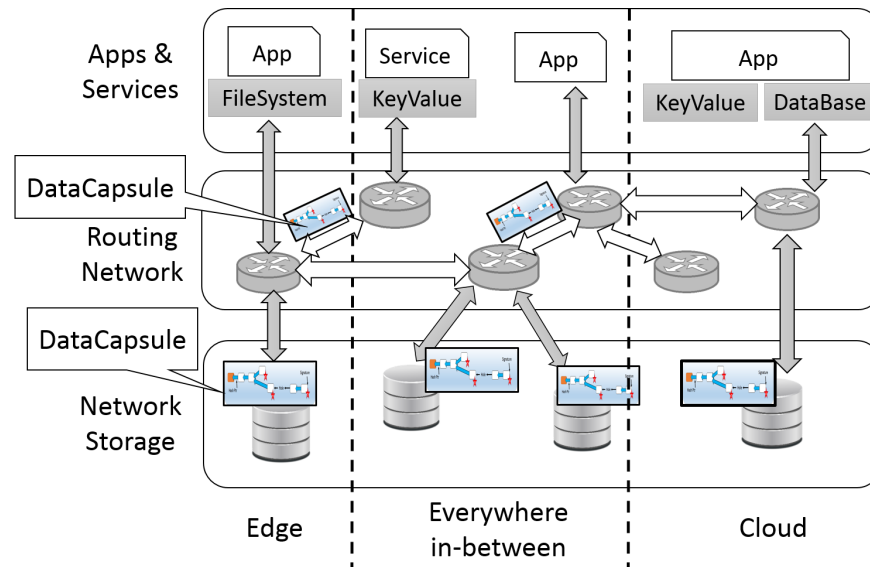 Apps &
Services
App
FileSystem
Service
KeyValue
App
App
KeyValue
DataBase
DataCapsule
Routing
Network
DataCapsule
Network
Storage
Edge
Everywhere
in-between
Cloud